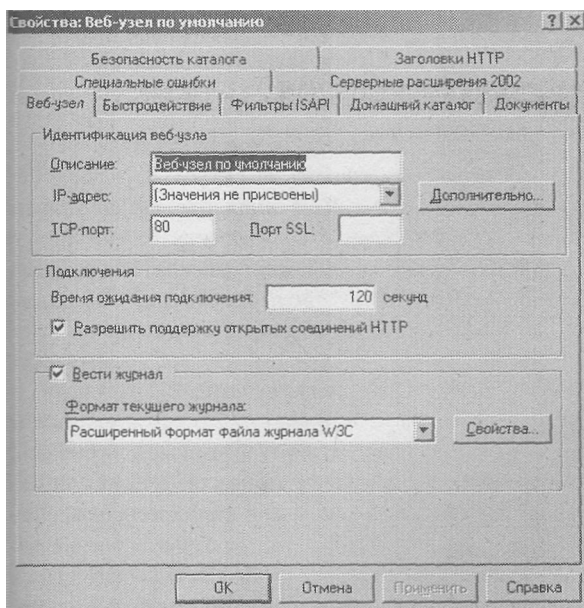 Свойства: Веб-узел по умолчанию
Безопасность каталога Заголовки HTTP
Специальные ошибки Серверные расширения 2002
Веб-узел Быстродействие Фильтры ISAPI Домашний каталог Документы
Идентификация веб-узла
Описание: Веб-узел по умолчанию
IP-адрес: (Значения не присвоены) Дополнительно...
TCP-порт: 80 Порт SSL:
Подключения
Время ожидания подключения: 120 секунд
Разрешить поддержку открытых соединений HTTP
Вести журнал
Формат текущего журнала:
Расширенный формат файла журнала W3C Свойства...
OK Отмена Применить Справка